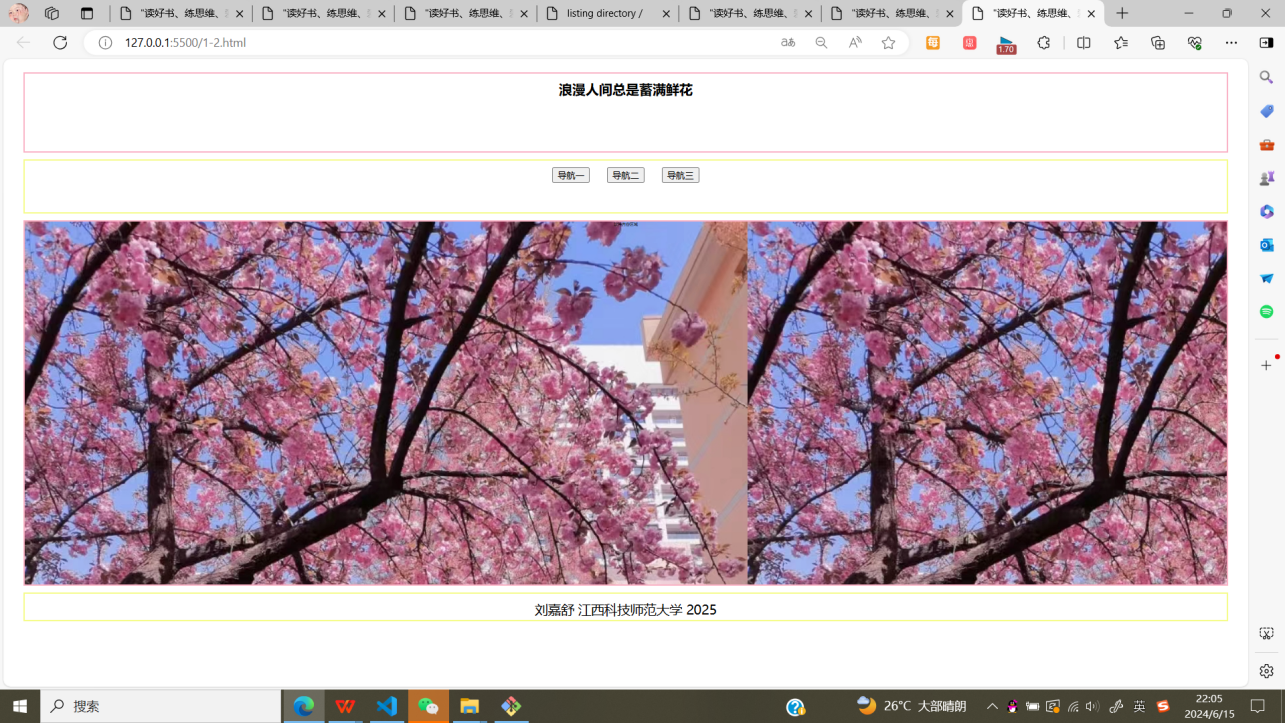 "读好书、练思维、
"读好书、练思维、
"读好书、练思维、
listing directory /
"读好书、练思维、
"读好书、练思维、
"读好书、练思维、
127.0.0.1:5500/1-2.html
1.70
浪漫人间总是蓄满鲜花
导航一
导航二
导航三
刘嘉舒 江西科技师范大学 2025
搜索
26°C 大部晴朗
英
22:05
2024/6/15